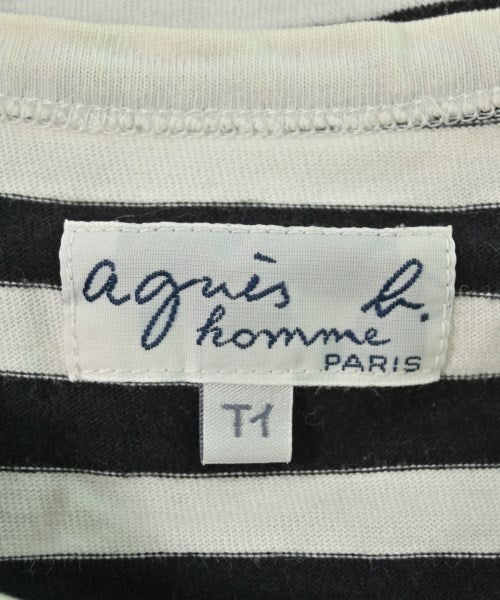 agnès b.
homme
PARIS
T1